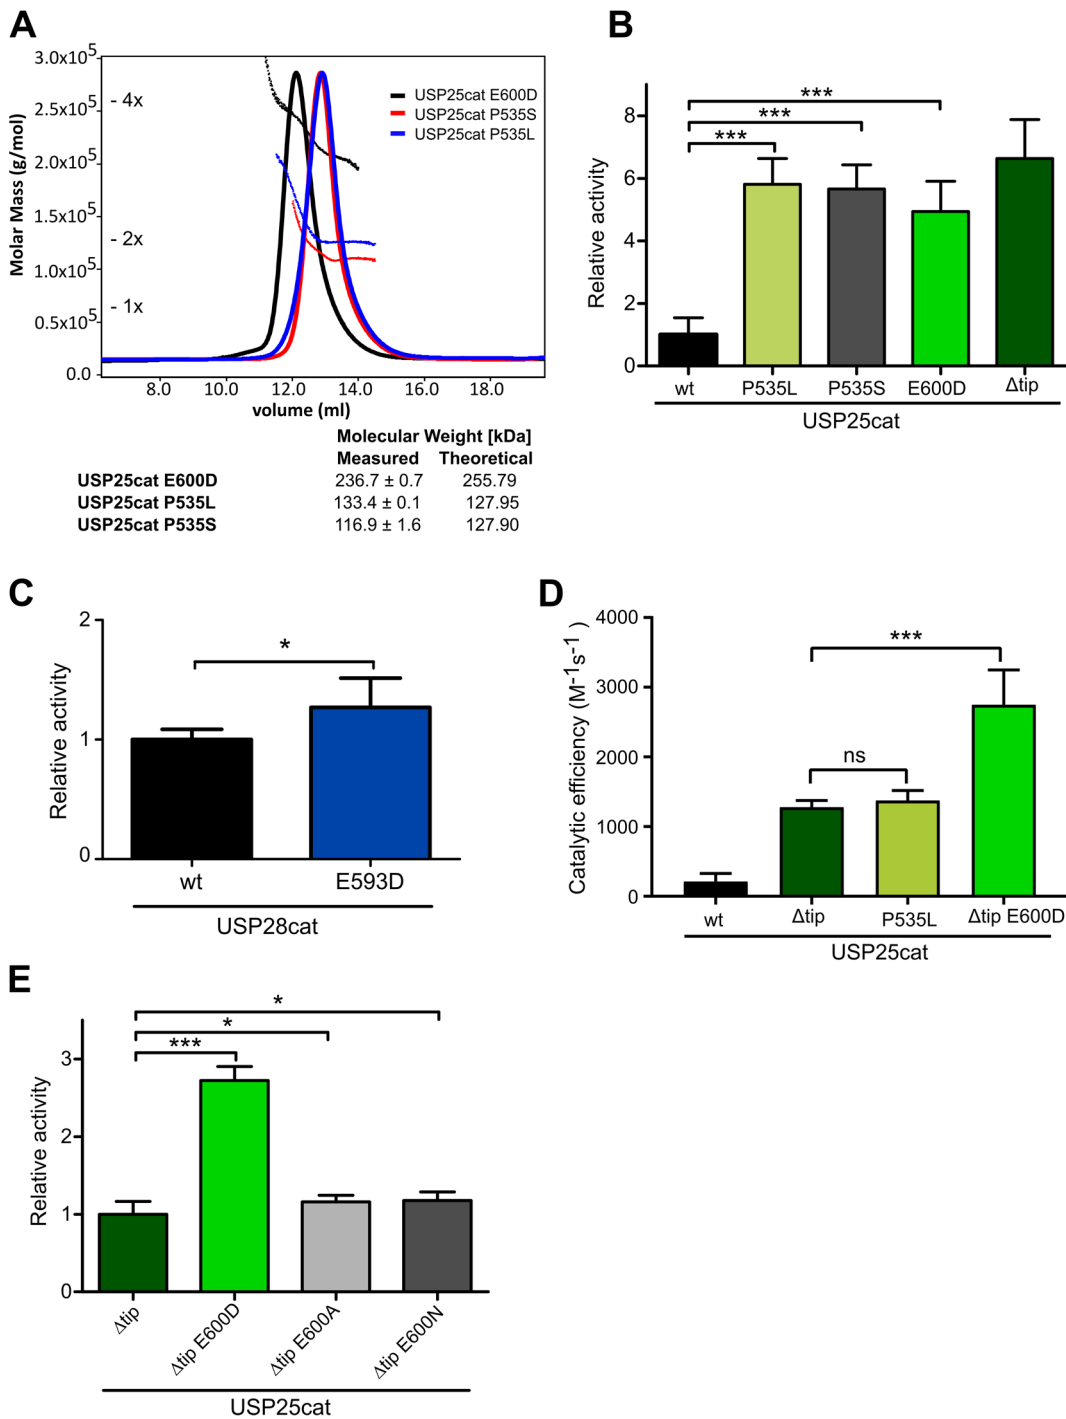 A
3.0x10^5
2.5x10^5
2.0x10^5
1.5x10^5
1.0x10^5
0.5x10^5
0.0
Molar Mass (g/mol)
- 4x
- 2x
- 1x
USP25cat E600D
USP25cat P535S
USP25cat P535L
8.0 10.0 12.0 14.0 16.0 18.0
volume (ml)
Molecular Weight [kDa]
Measured Theoretical
USP25cat E600D 236.7 ± 0.7 255.79
USP25cat P535L 133.4 ± 0.1 127.95
USP25cat P535S 116.9 ± 1.6 127.90
B
Relative activity
8
6
4
2
0
***
***
***
wt P535L P535S E600D Δtip
USP25cat
C
Relative activity
2
1
0
*
wt E593D
USP28cat
D
Catalytic efficiency (M⁻¹s⁻¹)
4000
3000
2000
1000
0
***
ns
wt Δtip P535L Δtip E600D
USP25cat
E
Relative activity
3
2
1
0
*
*
***
Δtip Δtip E600D Δtip E600A Δtip E600N
USP25cat